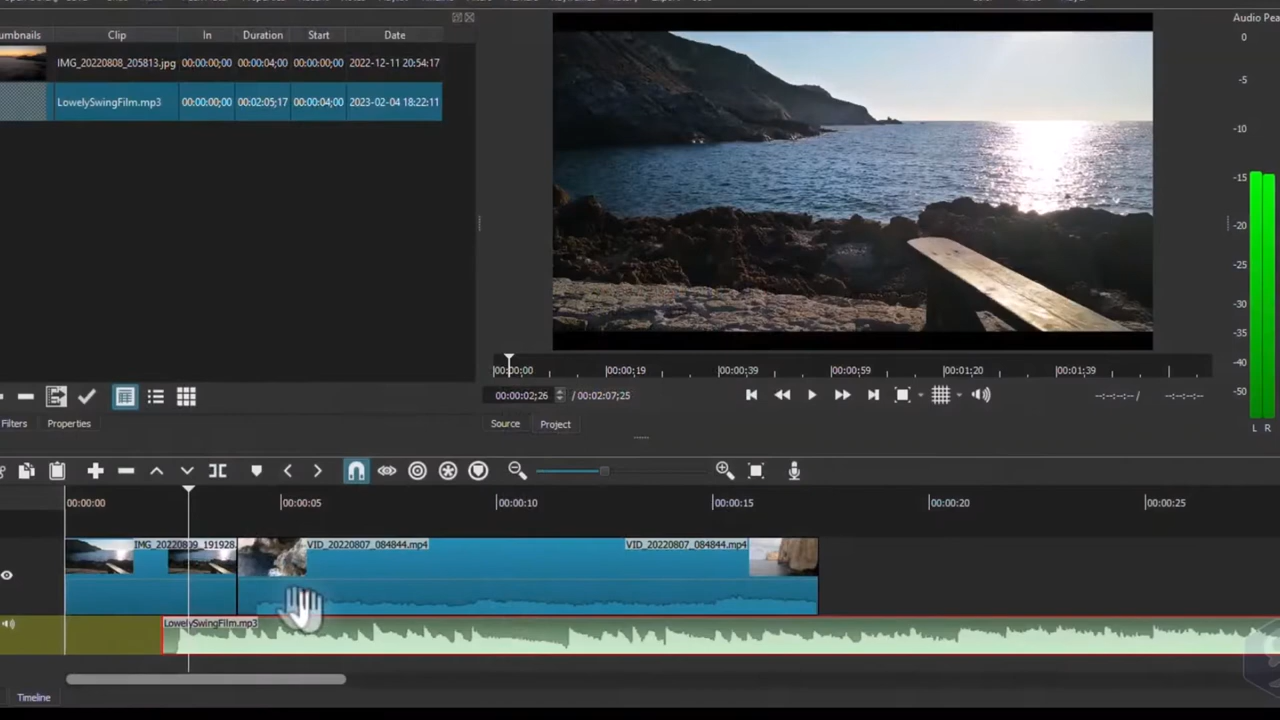 umbnails Clip In Duration Start Date
IMG_20220808_205813.jpg 00:00:00;00 00:00:04;00 00:00:00;00 2022-12-11 20:54:17
LowelySwingFilm.mp3 00:00:00;00 00:02:05;17 00:00:04;00 2023-02-04 18:22:11
Audio Pea
0
-5
-10
-15
-20
-25
-30
-35
-40
-50
L R
00:00:00 00:00;19 00:00;39 00:00;59 00:01;20 00:01;39
00:00:02;26 / 00:02:07;25 --:--:--;-- / --:--:--;--
Filters Properties
Source Project
00:00:00 00:00:05 00:00:10 00:00:15 00:00:20 00:00:25
IMG_20220809_191928. VID_20220807_084844.mp4 VID_20220807_084844.mp4
LowelySwingFilm.mp3
Timeline